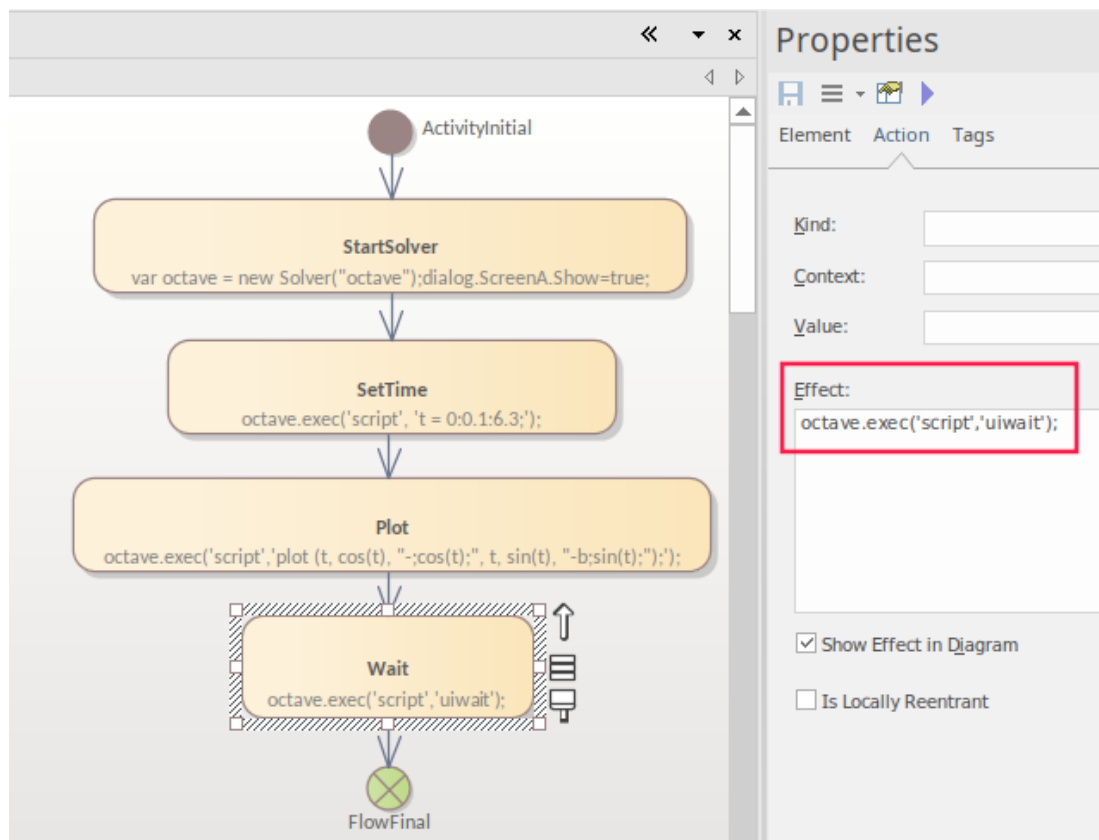 Properties
Element Action Tags
ActivityInitial
StartSolver
var octave = new Solver("octave");dialog.ScreenA.Show=true;
SetTime
octave.exec('script', 't = 0:0.1:6.3;');
Plot
octave.exec('script','plot (t, cos(t), "-;cos(t);", t, sin(t), "-b;sin(t);");');
Wait
octave.exec('script','uiwait');
FlowFinal
Kind:
Context:
Value:
Effect:
octave.exec('script','uiwait');
Show Effect in Diagram
Is Locally Reentrant